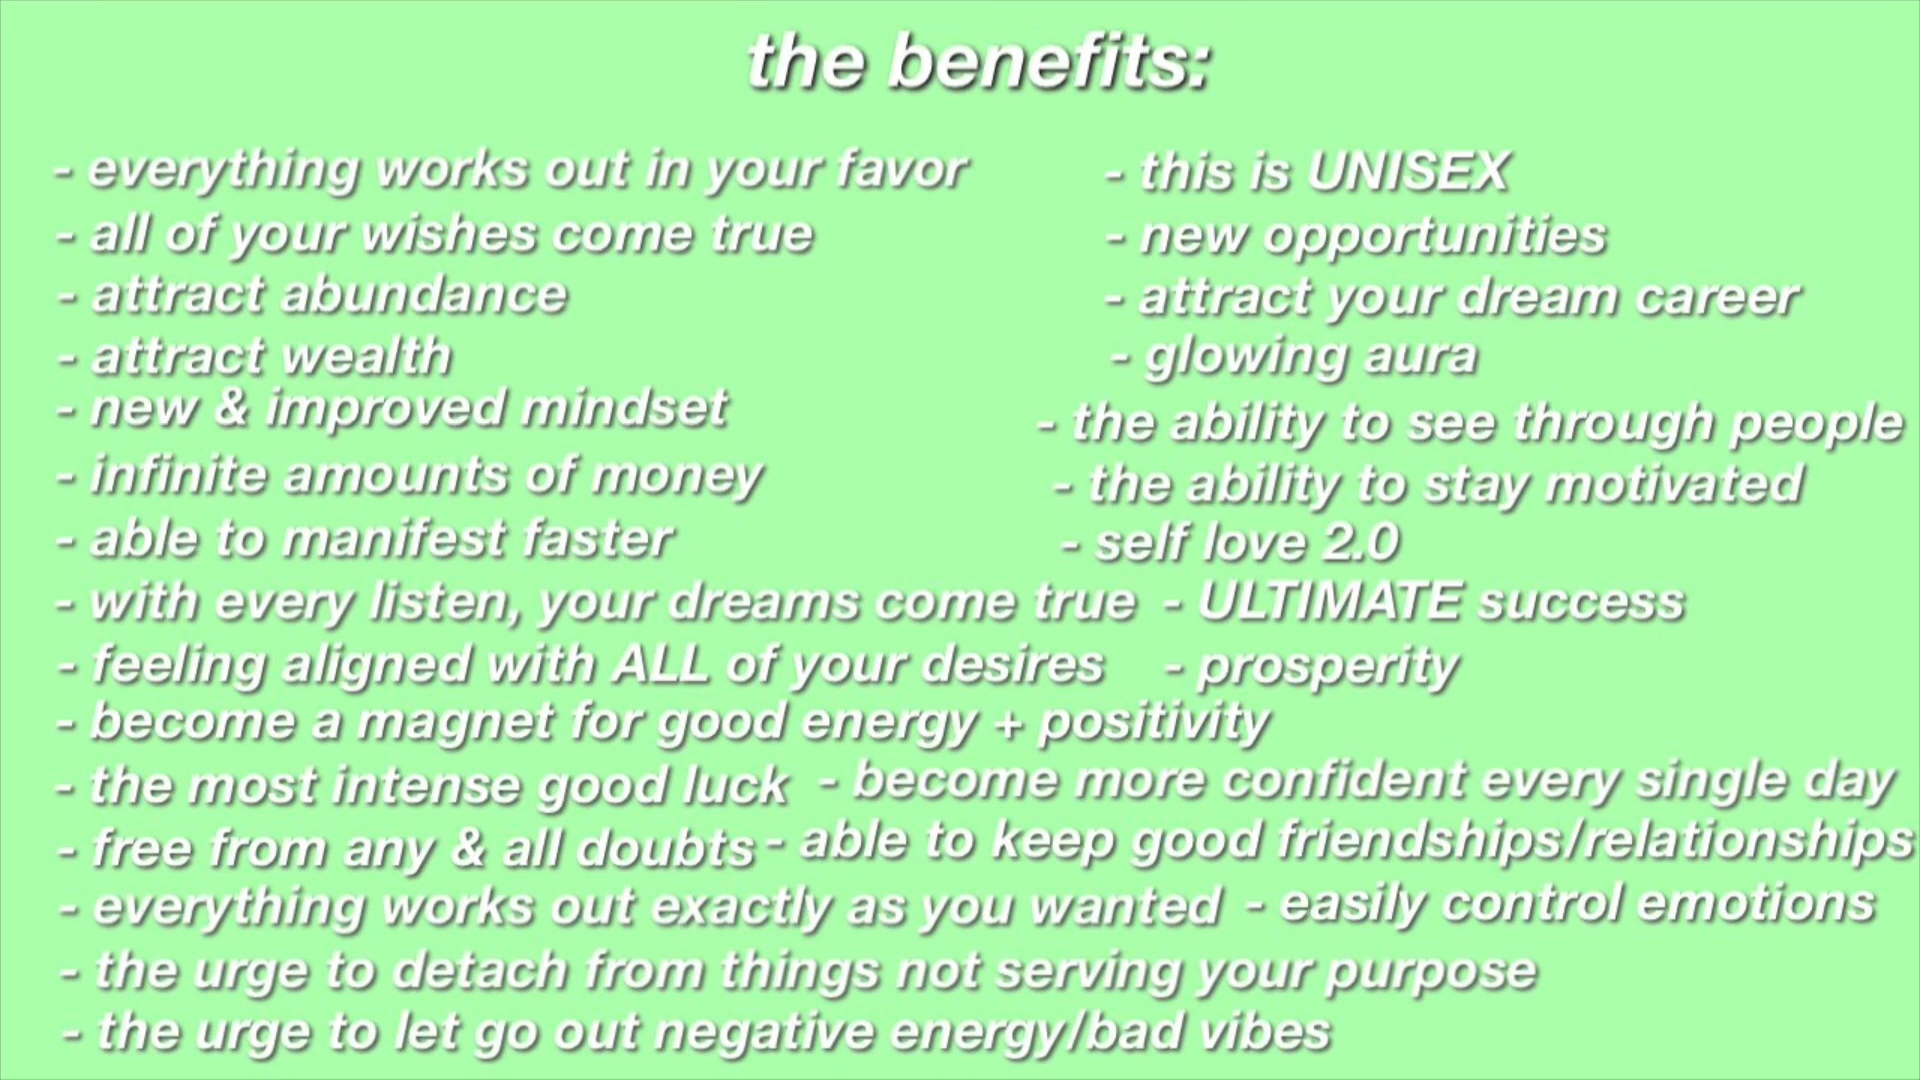 the benefits:
- everything works out in your favor
- all of your wishes come true
- attract abundance
- attract wealth
- new & improved mindset
- infinite amounts of money
- able to manifest faster
- with every listen, your dreams come true
- feeling aligned with ALL of your desires
- become a magnet for good energy + positivity
- the most intense good luck
- free from any & all doubts
- everything works out exactly as you wanted
- the urge to detach from things not serving your purpose
- the urge to let go out negative energy/bad vibes
- this is UNISEX
- new opportunities
- attract your dream career
- glowing aura
- the ability to see through people
- the ability to stay motivated
- self love 2.0
- ULTIMATE success
- prosperity
- become more confident every single day
- able to keep good friendships/relationships
- easily control emotions